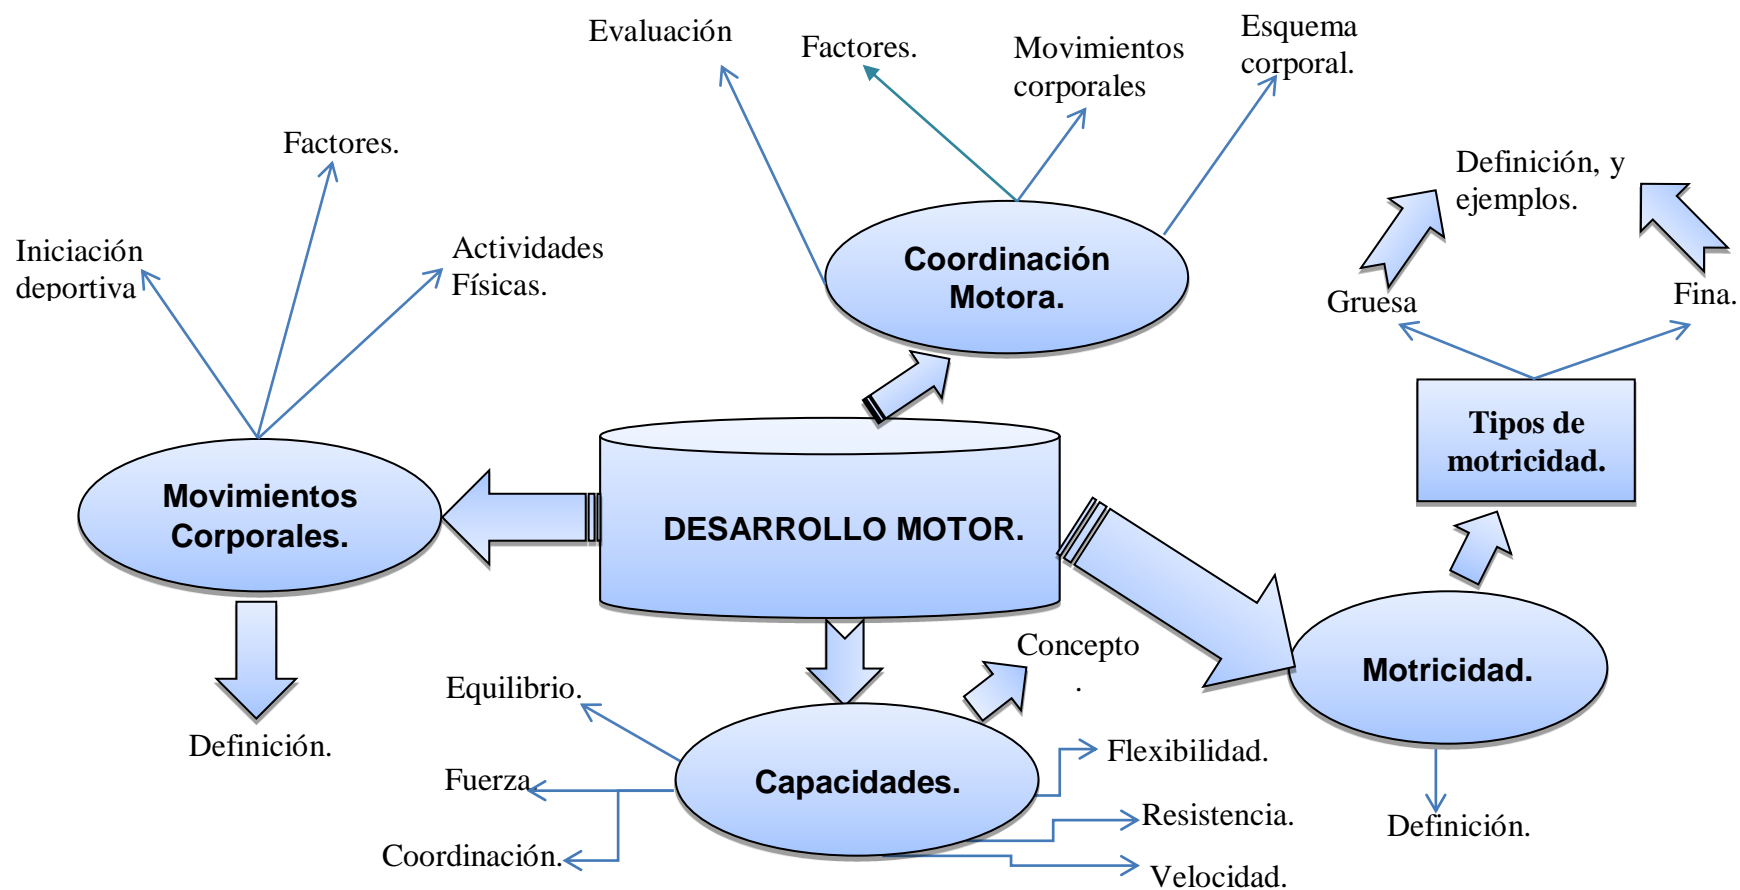 Evaluación
Factores.
Movimientos
corporales
Esquema
corporal.
Factores.
Iniciación
deportiva
Actividades
Físicas.
Coordinación
Motora.
Definición, y
ejemplos.
Gruesa
Fina.
Tipos de
motricidad.
Movimientos
Corporales.
DESARROLLO MOTOR.
Motricidad.
Concepto
.
Equilibrio.
Definición.
Fuerza.
Capacidades.
Flexibilidad.
Resistencia.
Definición.
Coordinación.
Velocidad.